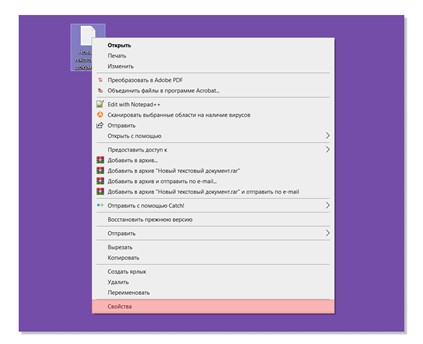 Новый
текстовый
документ
Открыть
Печать
Изменить
Преобразовать в Adobe PDF
Объединить файлы в программе Acrobat...
Edit with Notepad++
Сканировать выбранные области на наличие вирусов
Отправить
Открыть с помощью
Предоставить доступ к
Добавить в архив...
Добавить в архив "Новый текстовый документ.rar"
Добавить в архив и отправить по e-mail...
Добавить в архив "Новый текстовый документ.rar" и отправить по e-mail
Отправить с помощью Catch!
Восстановить прежнюю версию
Отправить
Вырезать
Копировать
Создать ярлык
Удалить
Переименовать
Свойства